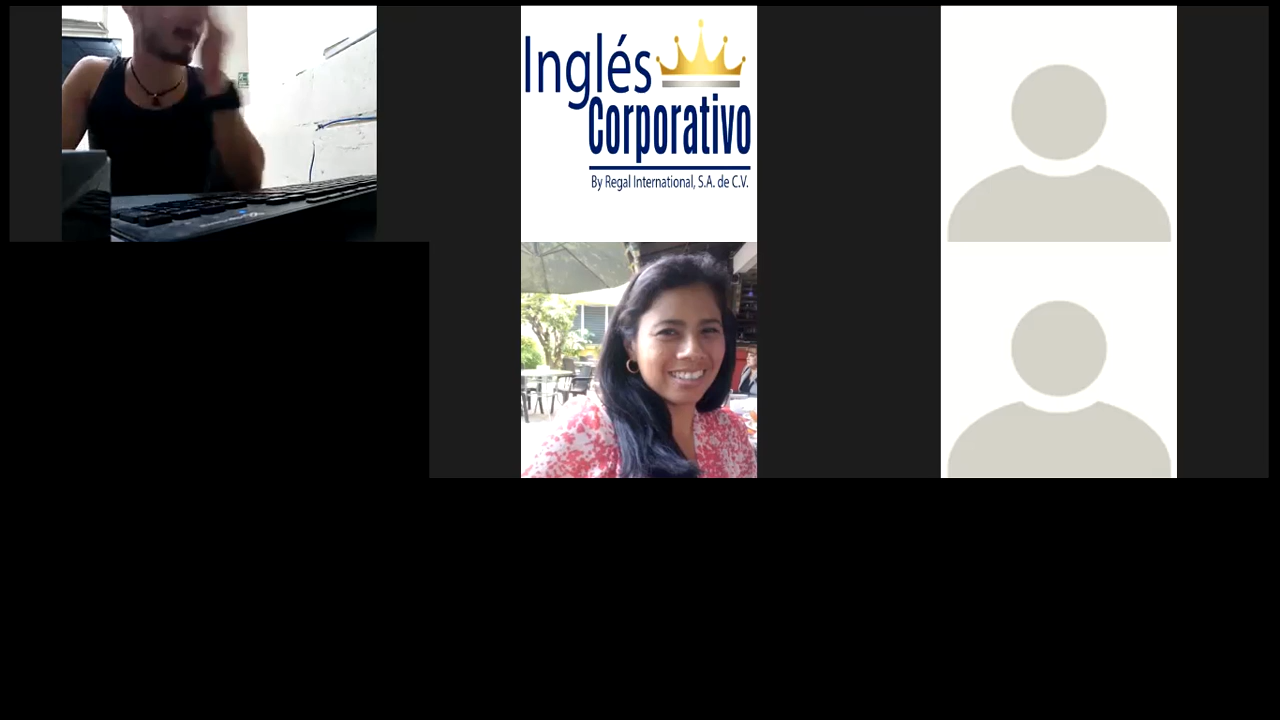 Inglés
Corporativo
By Regal International, S.A. de C.V.